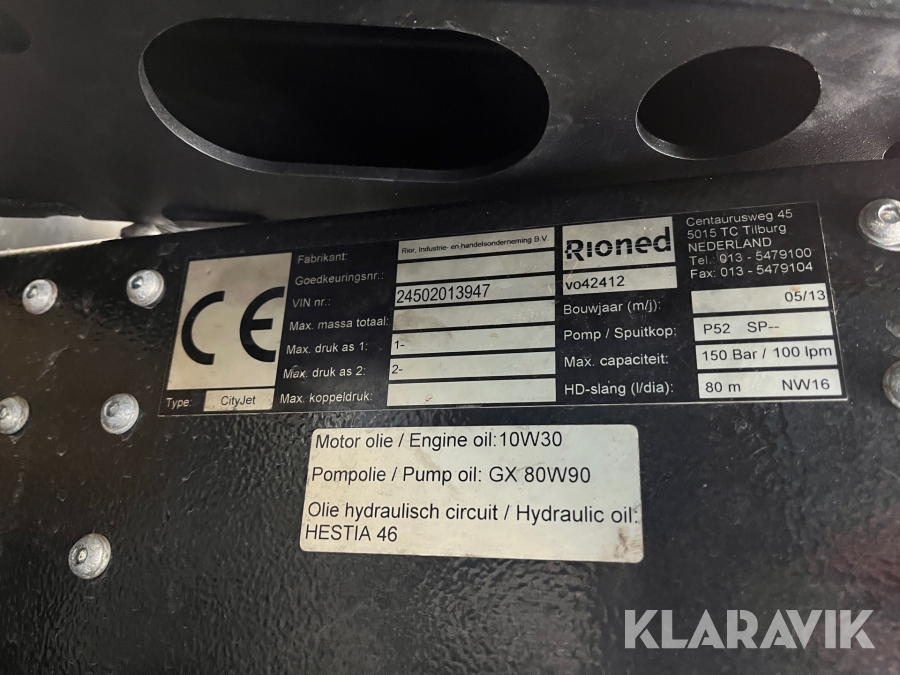 CE
Type: CityJet
Fabrikant: Rior, Industrie- en handelsonderneming B.V.
Goedkeuringsnr.:
VIN nr.: 24502013947
Max. massa totaal:
Max. druk as 1: 1-
Max. druk as 2: 2-
Max. koppeldruk:
Rioned
vo42412
Centaurusweg 45
5015 TC Tilburg
NEDERLAND
Tel.: 013 - 5479100
Fax: 013 - 5479104
Bouwjaar (m/j): 05/13
Pomp / Spuitkop: P52 SP--
Max. capaciteit: 150 Bar / 100 lpm
HD-slang (l/dia): 80 m NW16
Motor olie / Engine oil:10W30
Pompolie / Pump oil: GX 80W90
Olie hydraulisch circuit / Hydraulic oil:
HESTIA 46
KLARAVIK